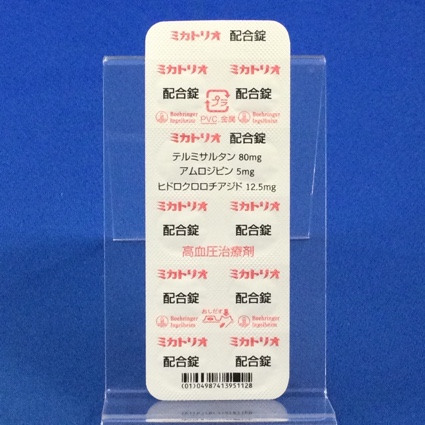 ミカトリオ 配合錠
ミカトリオ ミカトリオ
配合錠 配合錠
プラ
PVC, 金属
Boehringer Ingelheim Boehringer Ingelheim
ミカトリオ 配合錠
テルミサルタン 80mg
アムロジピン 5mg
ヒドロクロロチアジド 12.5mg
ミカトリオ ミカトリオ
配合錠 配合錠
高血圧治療剤
ミカトリオ ミカトリオ
配合錠 配合錠
おしだす
Boehringer Ingelheim Boehringer Ingelheim
ミカトリオ ミカトリオ
配合錠 配合錠
(01)04987413951128